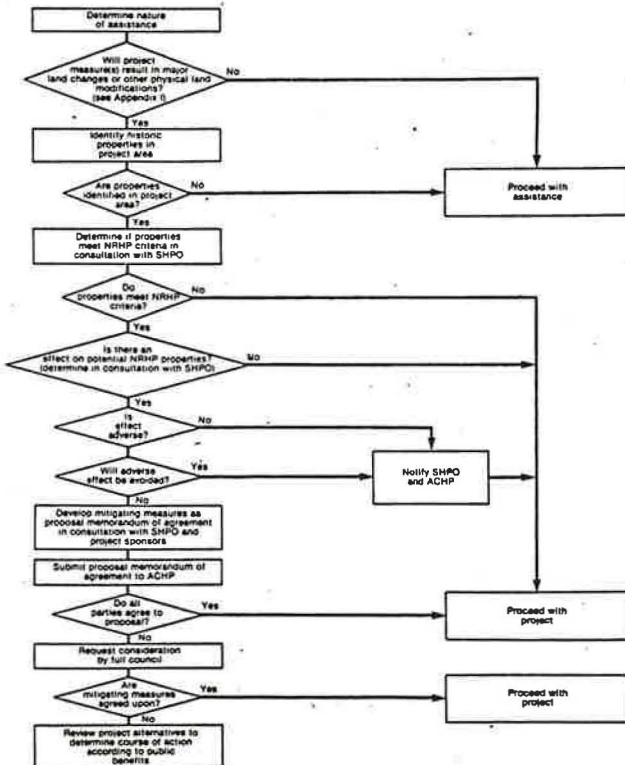 Determine nature
of assistance
Will project
measure(s) result in major
land changes or other physical land
modifications?
(see Appendix I)
No
Yes
Identify historic
properties in
project area
Are properties
identified in project
area?
No
Proceed with
assistance
Yes
Determine if properties
meet NRHP criteria in
consultation with SHPO
Do
properties meet NRHP
criteria?
No
Yes
Is there an
effect on potential NRHP properties?
(determine in consultation with SHPO)
No
Yes
Is
effect
adverse?
No
Will adverse
effect be avoided?
Yes
Notify SHPO
and ACHP
No
Develop mitigating measures as
proposal memorandum of agreement
in consultation with SHPO and
project sponsors
Submit proposal memorandum of
agreement to ACHP
Do all
parties agree to
proposal?
Yes
Proceed with
project
No
Request consideration
by full council
Are
mitigating measures
agreed upon?
Yes
Proceed with
project
No
Review project alternatives to
determine course of action
according to public
benefits